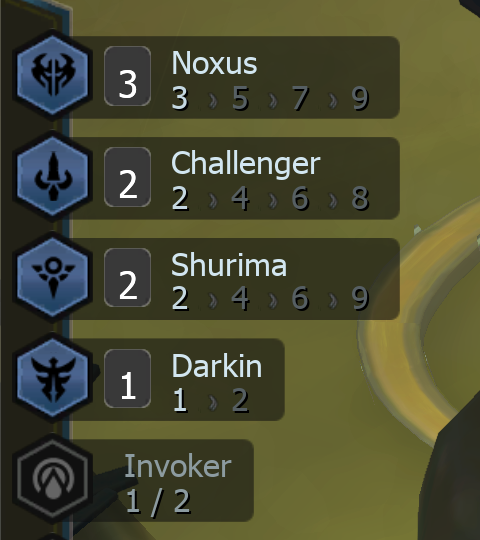 3
Noxus
3 › 5 › 7 › 9
2
Challenger
2 › 4 › 6 › 8
2
Shurima
2 › 4 › 6 › 9
1
Darkin
1 › 2
Invoker
1 / 2